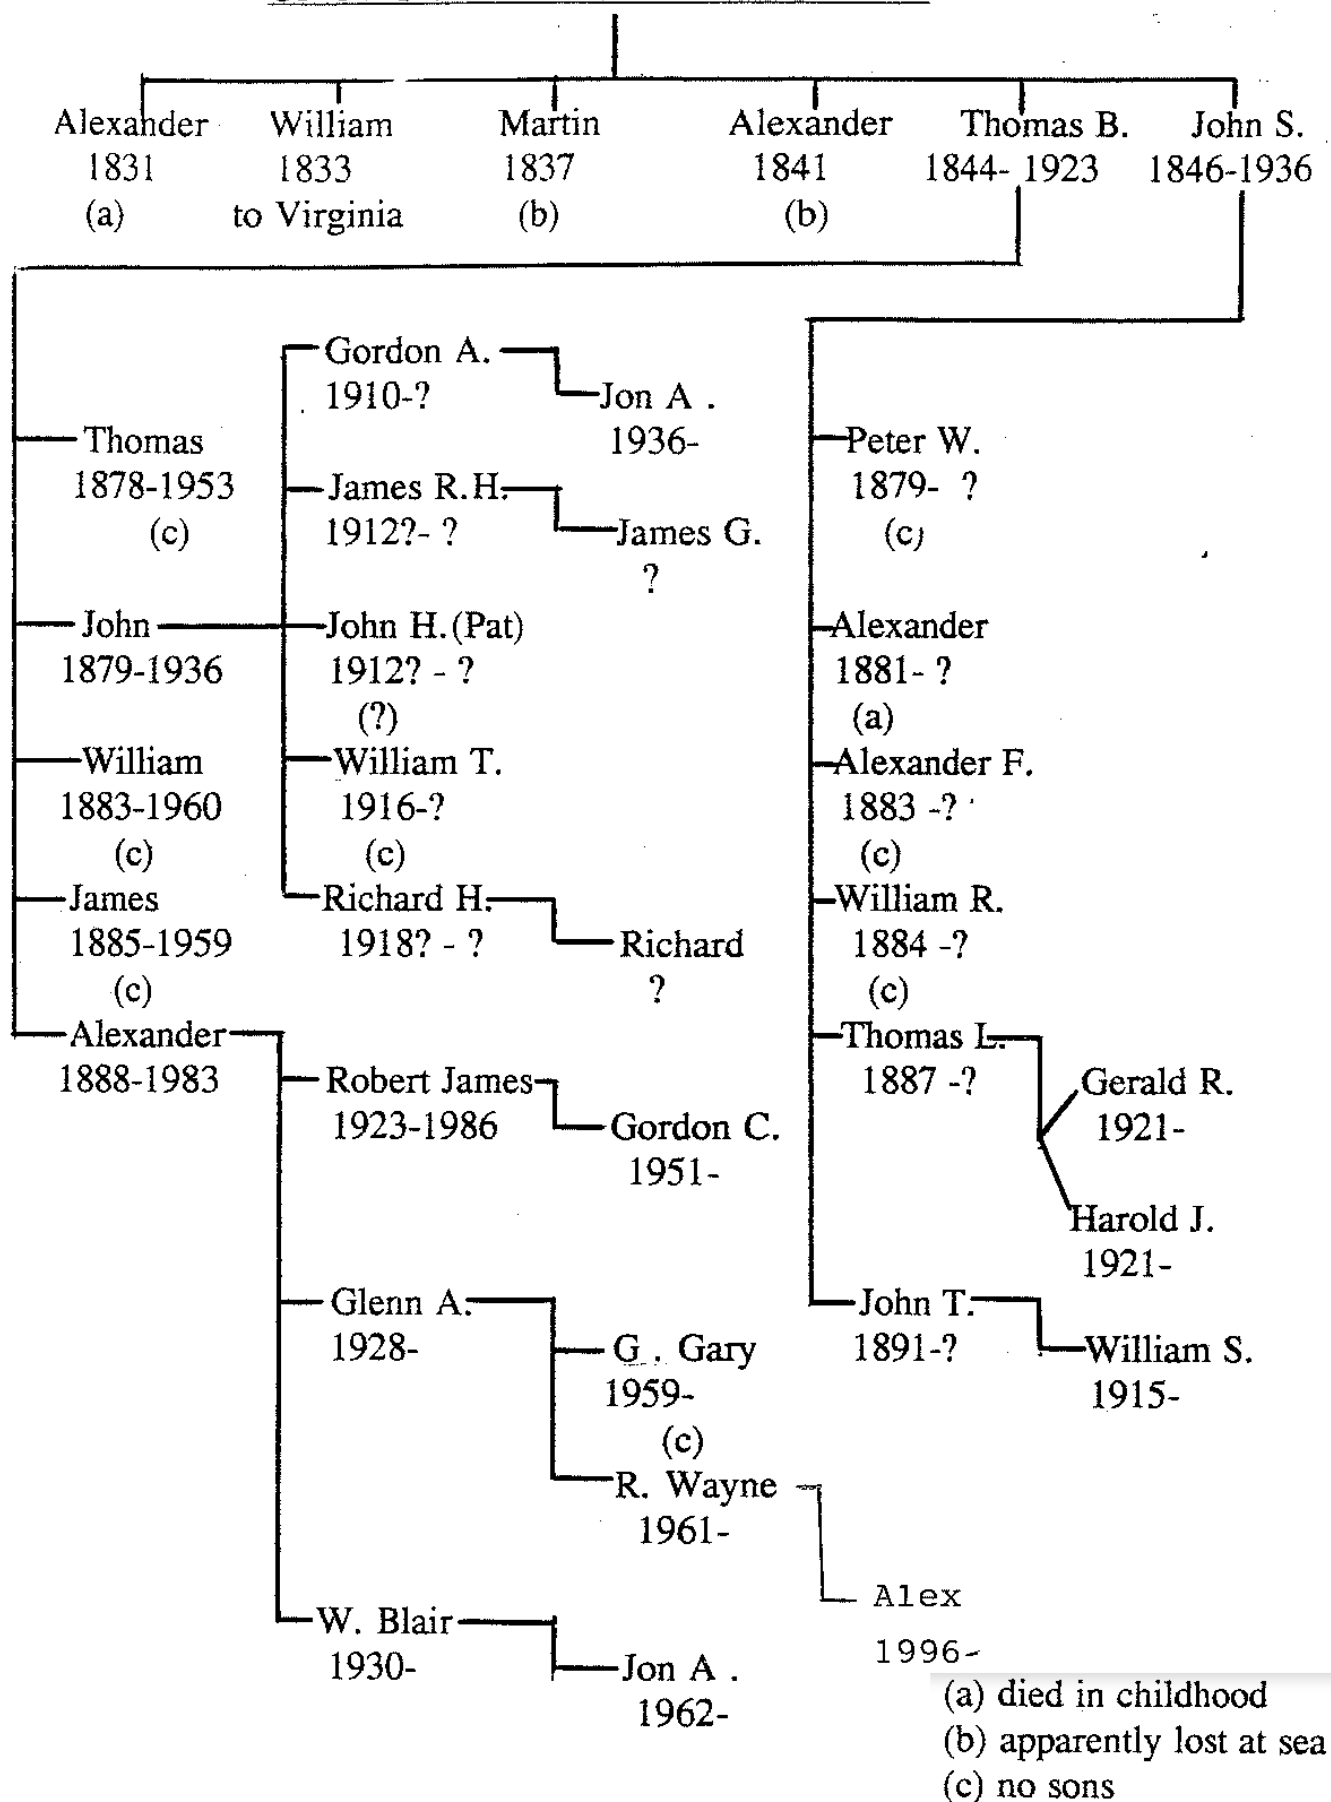 Alexander William Martin Alexander Thomas B. John S.
1831 1833 1837 1841 1844- 1923 1846-1936
(a) to Virginia (b) (b)
Gordon A.
1910-?
Jon A .
1936-
Thomas
1878-1953
(c)
James R.H.
1912?- ?
James G.
?
John
1879-1936
John H.(Pat)
1912? - ?
(?)
William
1883-1960
(c)
William T.
1916-?
(c)
James
1885-1959
(c)
Richard H.
1918? - ?
Richard
?
Alexander
1888-1983
Robert James
1923-1986
Gordon C.
1951-
Glenn A.
1928-
G . Gary
1959-
(c)
R. Wayne
1961-
Alex
1996-
W. Blair
1930-
Jon A .
1962-
Peter W.
1879- ?
(c)
Alexander
1881- ?
(a)
Alexander F.
1883 -?
(c)
William R.
1884 -?
(c)
Thomas L.
1887 -?
Gerald R.
1921-
Harold J.
1921-
John T.
1891-?
William S.
1915-
(a) died in childhood
(b) apparently lost at sea
(c) no sons